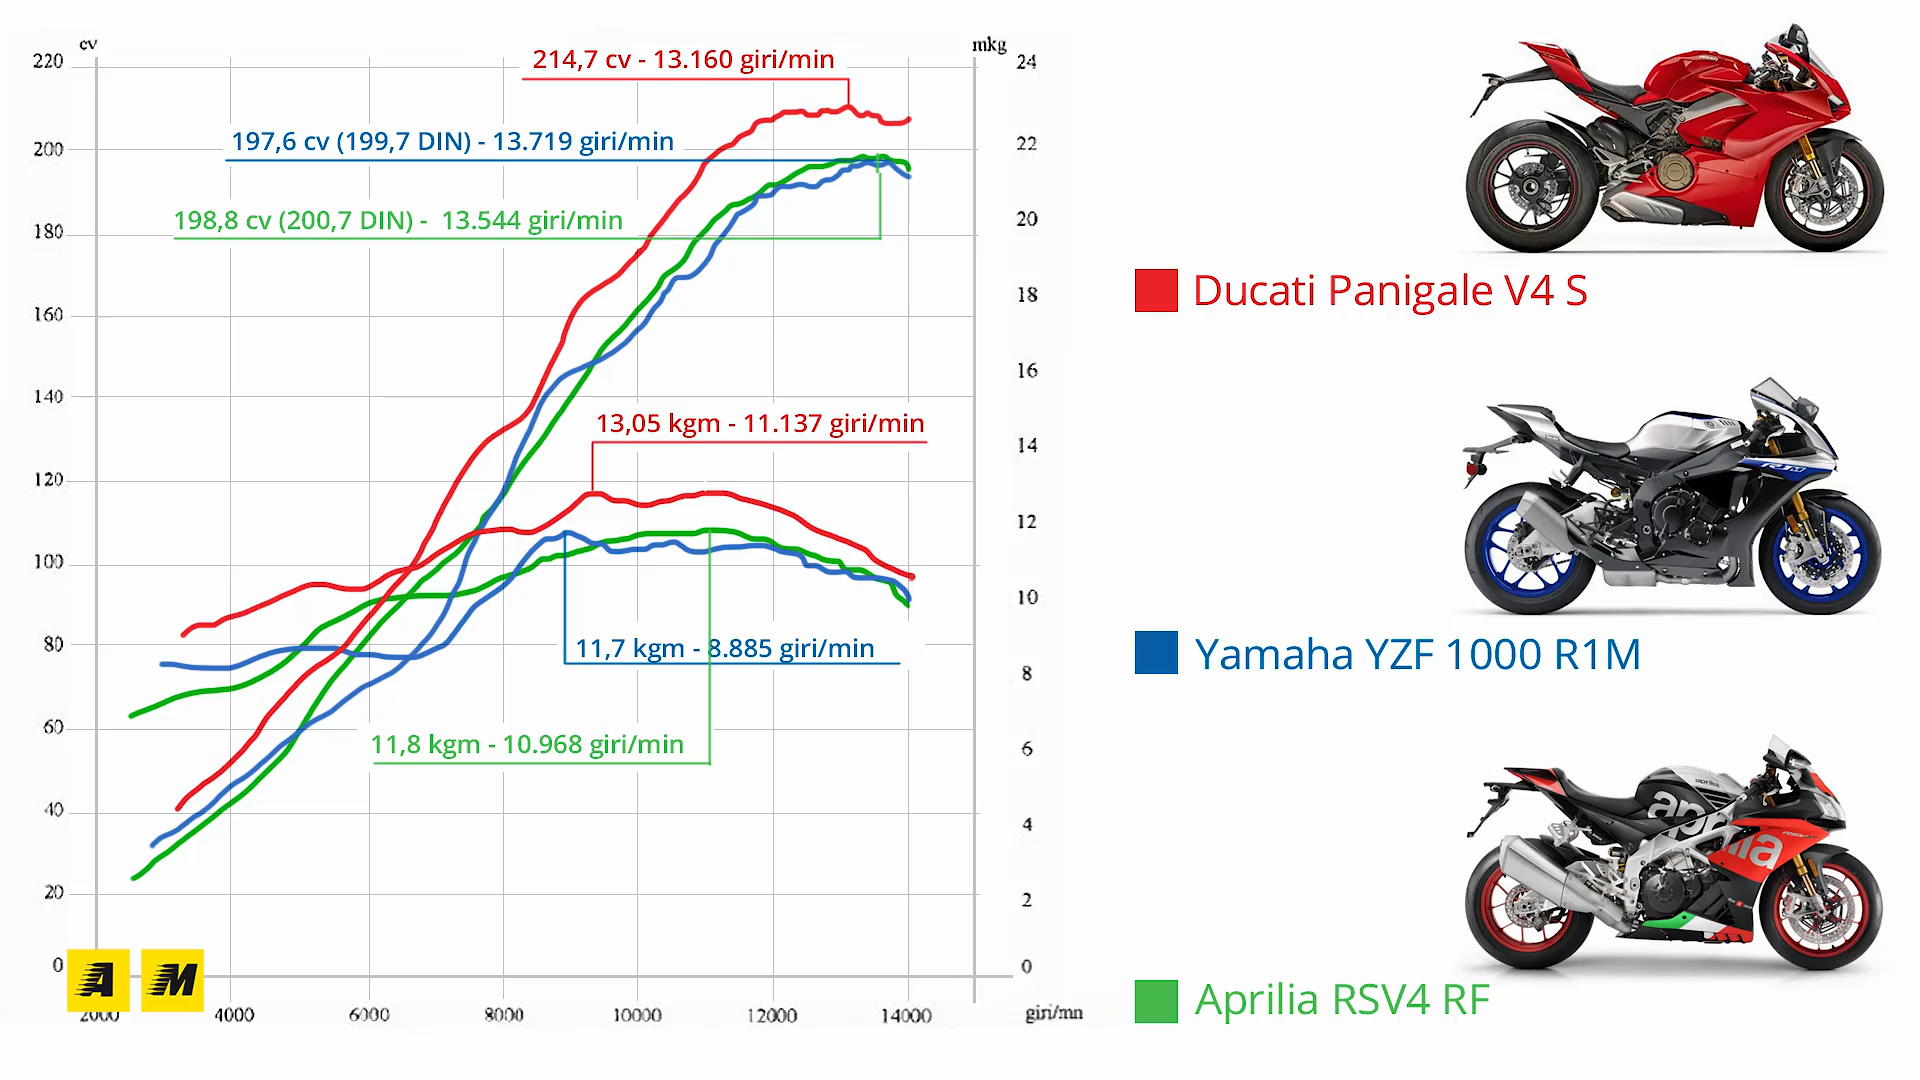 cv
mkg
220
200
180
160
140
120
100
80
60
40
20
0
24
22
20
18
16
14
12
10
8
6
4
2
0
2000
4000
6000
8000
10000
12000
14000
giri/mn
214,7 cv - 13.160 giri/min
197,6 cv (199,7 DIN) - 13.719 giri/min
198,8 cv (200,7 DIN) - 13.544 giri/min
13,05 kgm - 11.137 giri/min
11,7 kgm - 8.885 giri/min
11,8 kgm - 10.968 giri/min
A
M
Ducati Panigale V4 S
R1M
Yamaha YZF 1000 R1M
aprilia
aprilia
Aprilia RSV4 RF